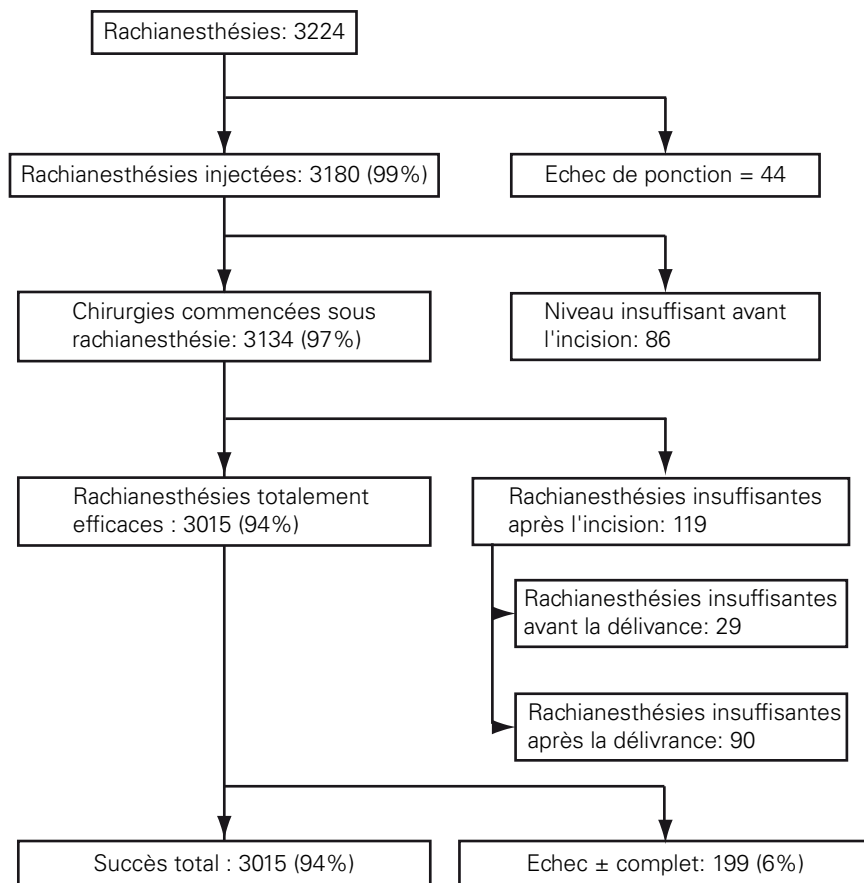 Rachianesthésies: 3224
Rachianesthésies injectées: 3180 (99%)
Echec de ponction = 44
Chirurgies commencées sous
rachianesthésie: 3134 (97%)
Niveau insuffisant avant
l'incision: 86
Rachianesthésies totalement
efficaces : 3015 (94%)
Rachianesthésies insuffisantes
après l'incision: 119
Rachianesthésies insuffisantes
avant la délivance: 29
Rachianesthésies insuffisantes
après la délivrance: 90
Succès total : 3015 (94%)
Echec ± complet: 199 (6%)